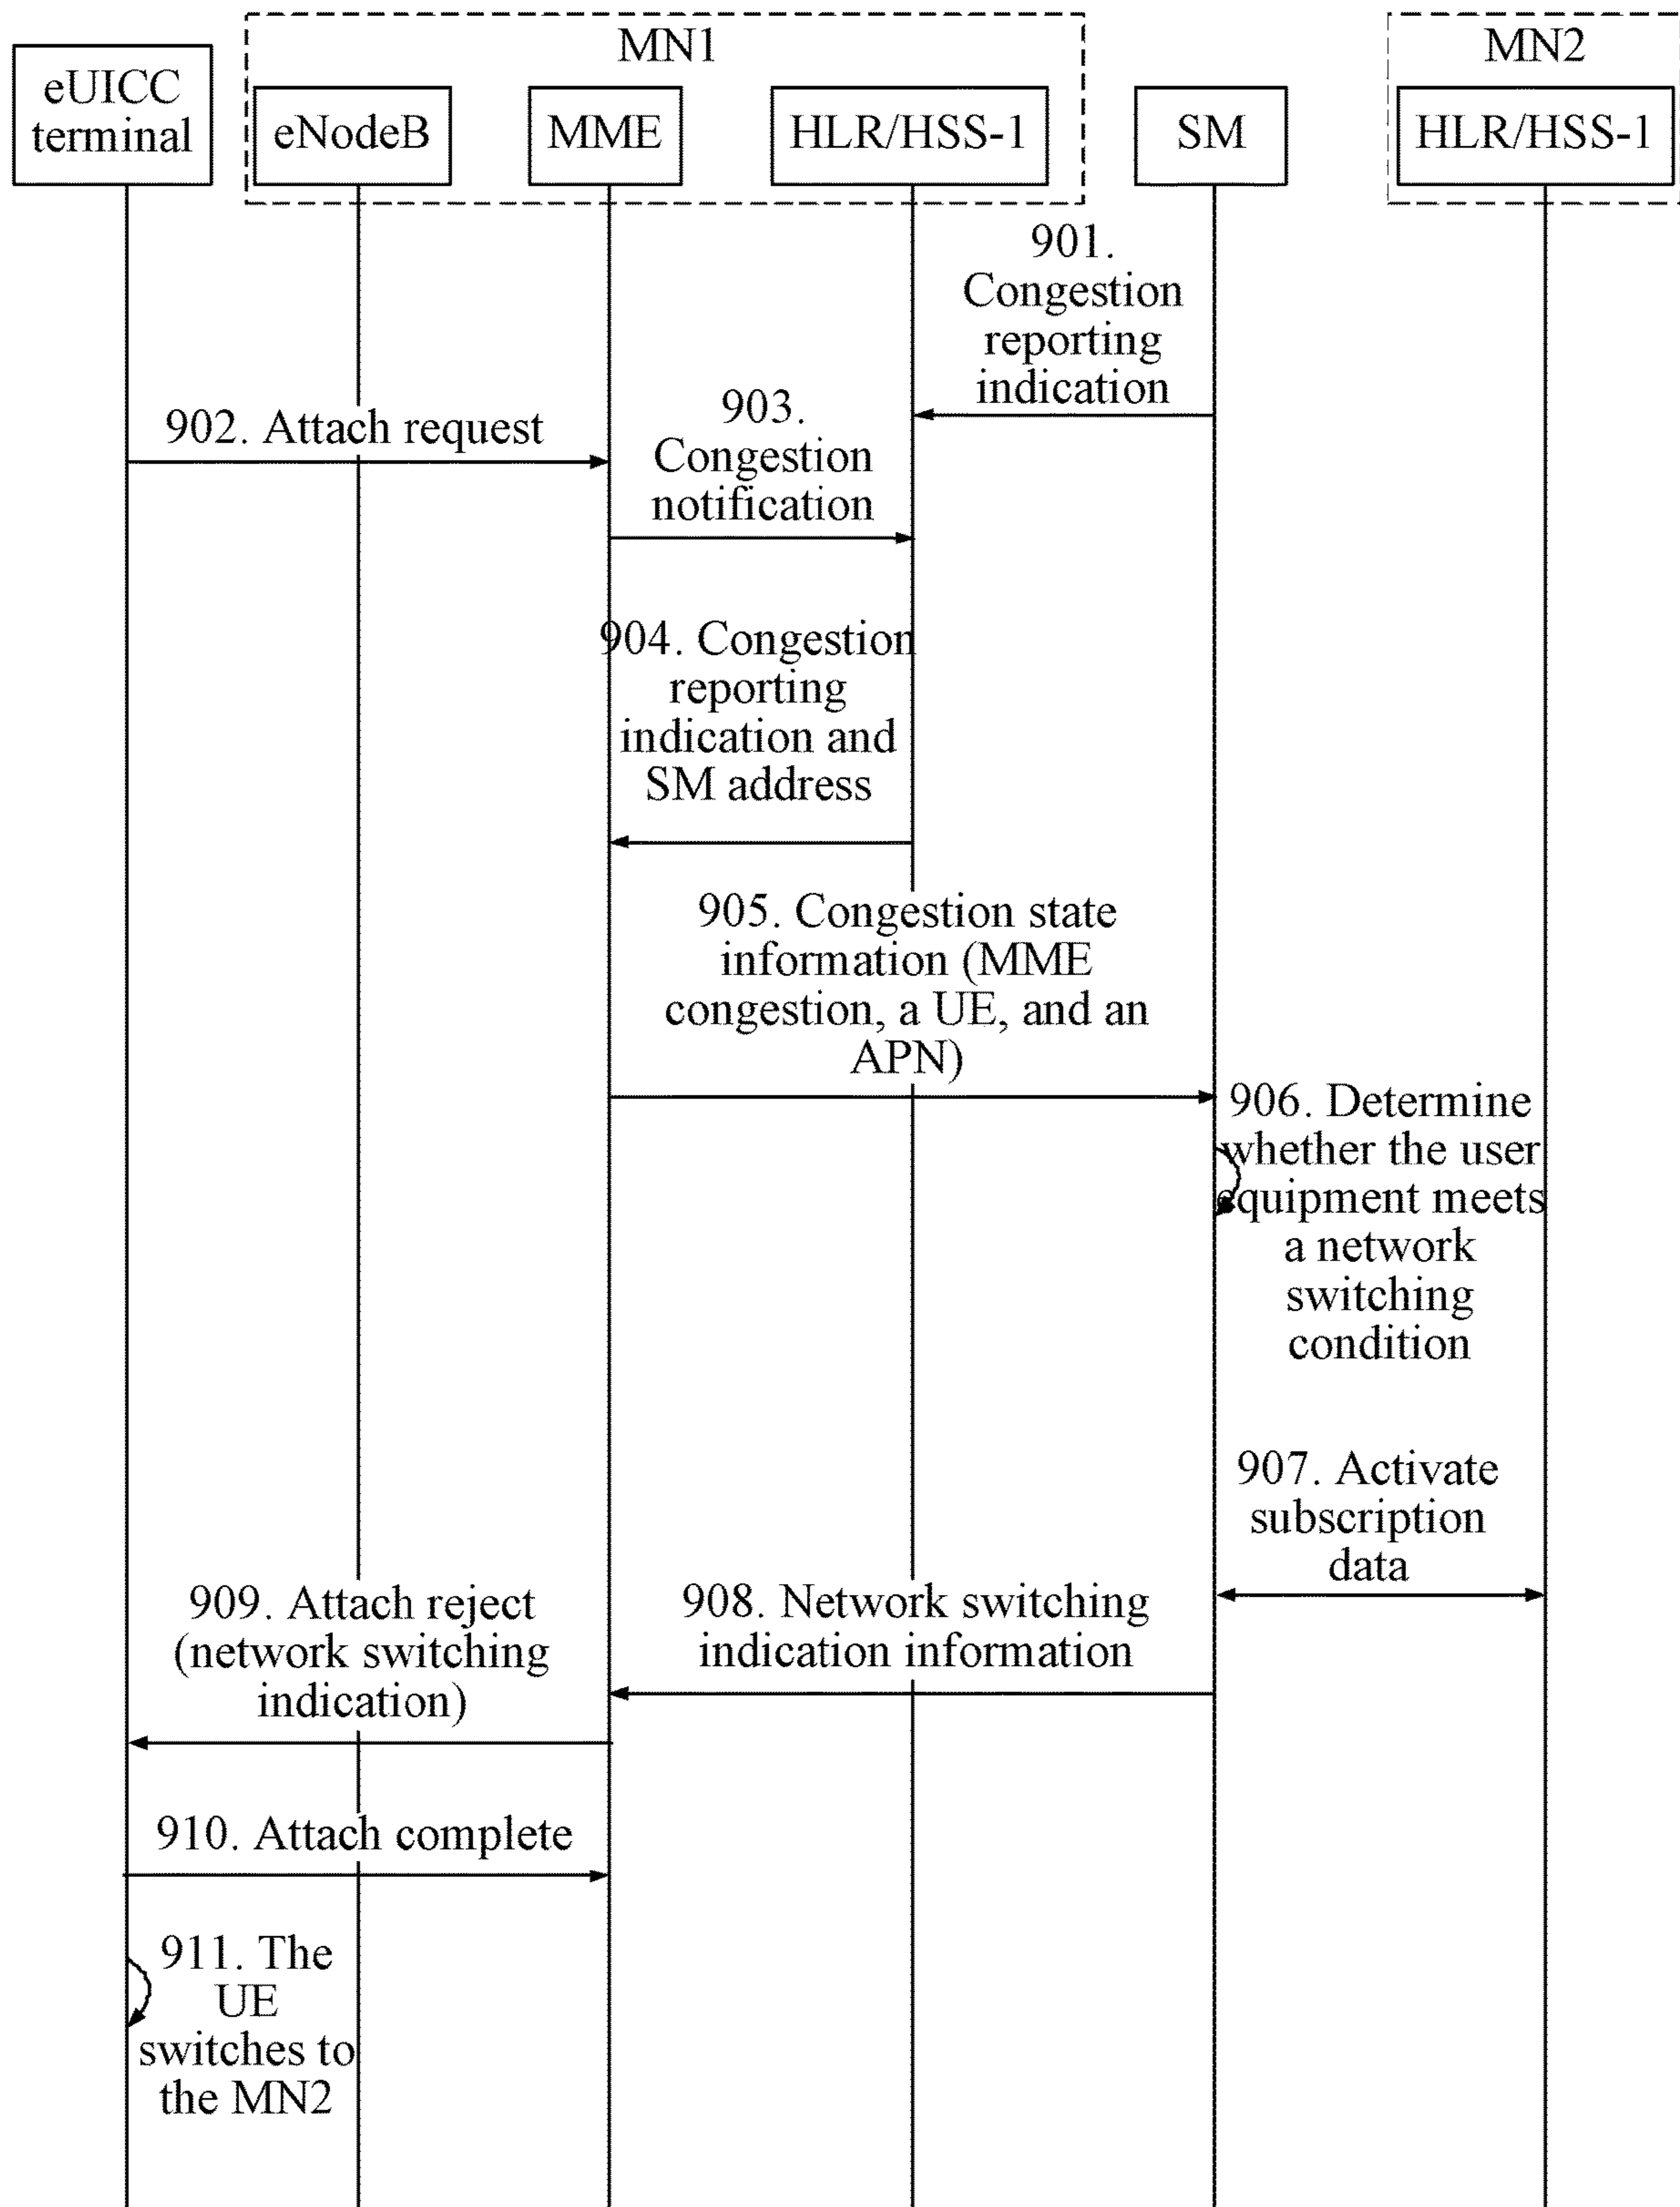 MN1
MN2
eUICC
terminal
eNodeB
MME
HLR/HSS-1
SM
HLR/HSS-1
901.
Congestion
reporting
indication
902. Attach request
903.
Congestion
notification
904. Congestion
reporting
indication and
SM address
905. Congestion state
information (MME
congestion, a UE, and an
APN)
906. Determine
whether the user
equipment meets
a network
switching
condition
907. Activate
subscription
data
908. Network switching
indication information
909. Attach reject
(network switching
indication)
910. Attach complete
911. The
UE
switches to
the MN2